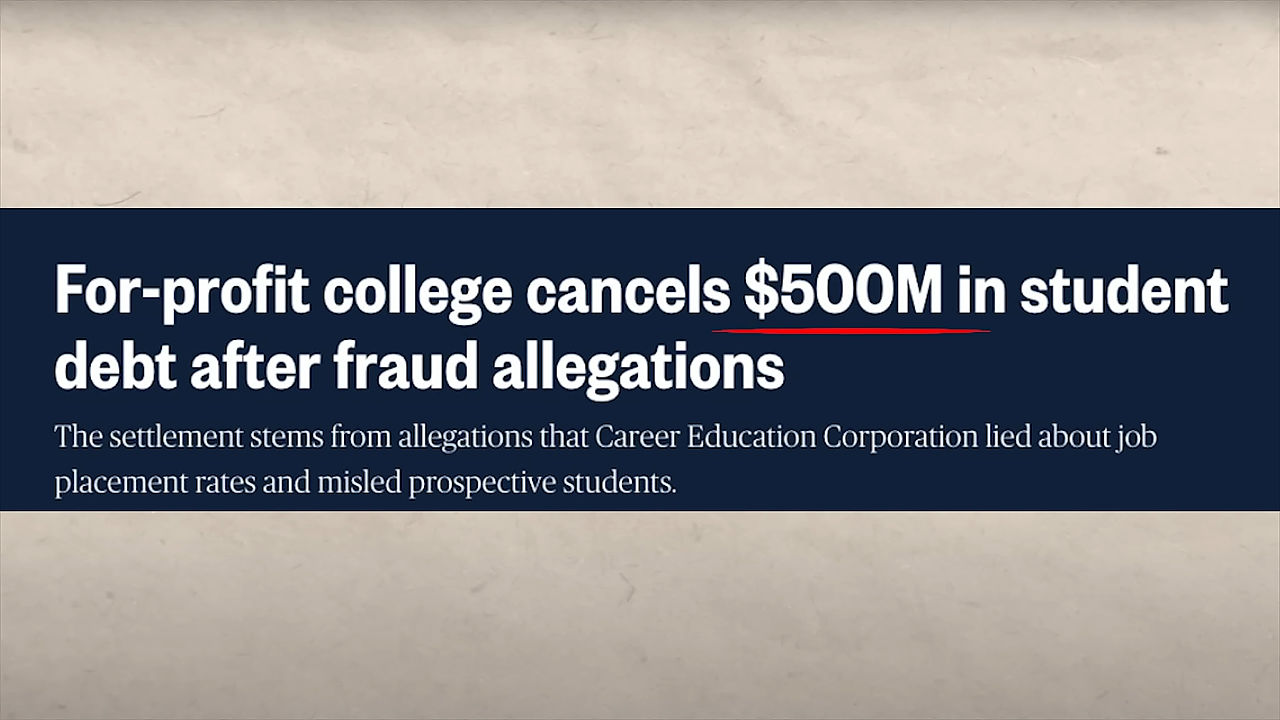 For-profit college cancels $500M in student
debt after fraud allegations
The settlement stems from allegations that Career Education Corporation lied about job
placement rates and misled prospective students.